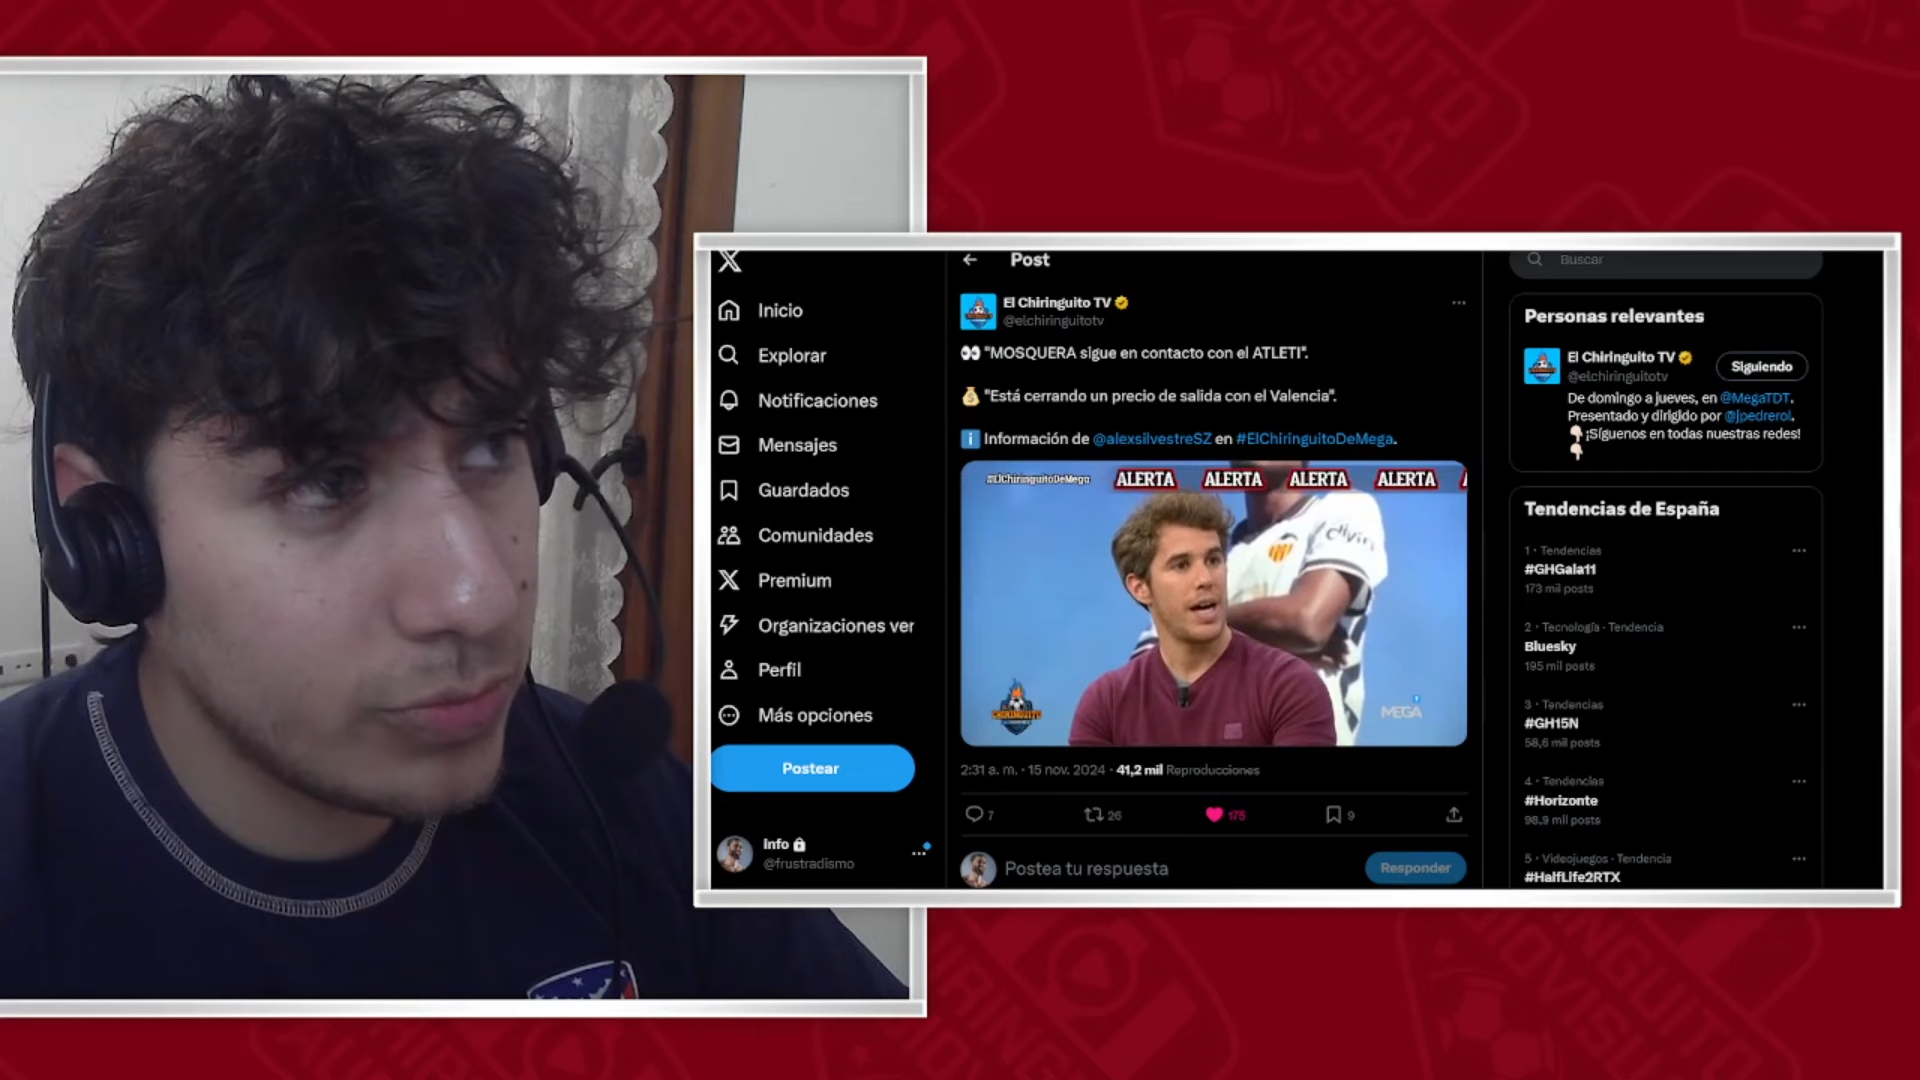 Inicio
Explorar
Notificaciones
Mensajes
Guardados
Comunidades
Premium
Organizaciones ver
Perfil
Más opciones
Postear
Info
@frustradismo
Post
El Chiringuito TV
@elchiringuitotv
👀 "MOSQUERA sigue en contacto con el ATLETI".
💰 "Está cerrando un precio de salida con el Valencia".
ℹ️ Información de @alexsilvestreSZ en #ElChiringuitoDeMega.
#ElChiringuitoDeMega ALERTA ALERTA ALERTA ALERTA
CHIRINGUITO
MEGA
2:31 a. m. · 15 nov. 2024 · 41,2 mil Reproducciones
7 26 175 9
Postea tu respuesta
Responder
Buscar
Personas relevantes
El Chiringuito TV
@elchiringuitotv
Siguiendo
De domingo a jueves, en @MegaTDT.
Presentado y dirigido por @jpedrerol.
👇🏻¡Síguenos en todas nuestras redes!
👇🏻
Tendencias de España
1 · Tendencias
#GHGala11
173 mil posts
2 · Tecnología · Tendencia
Bluesky
195 mil posts
3 · Tendencias
#GH15N
58,6 mil posts
4 · Tendencias
#Horizonte
98,9 mil posts
5 · Videojuegos · Tendencia
#HalfLife2RTX